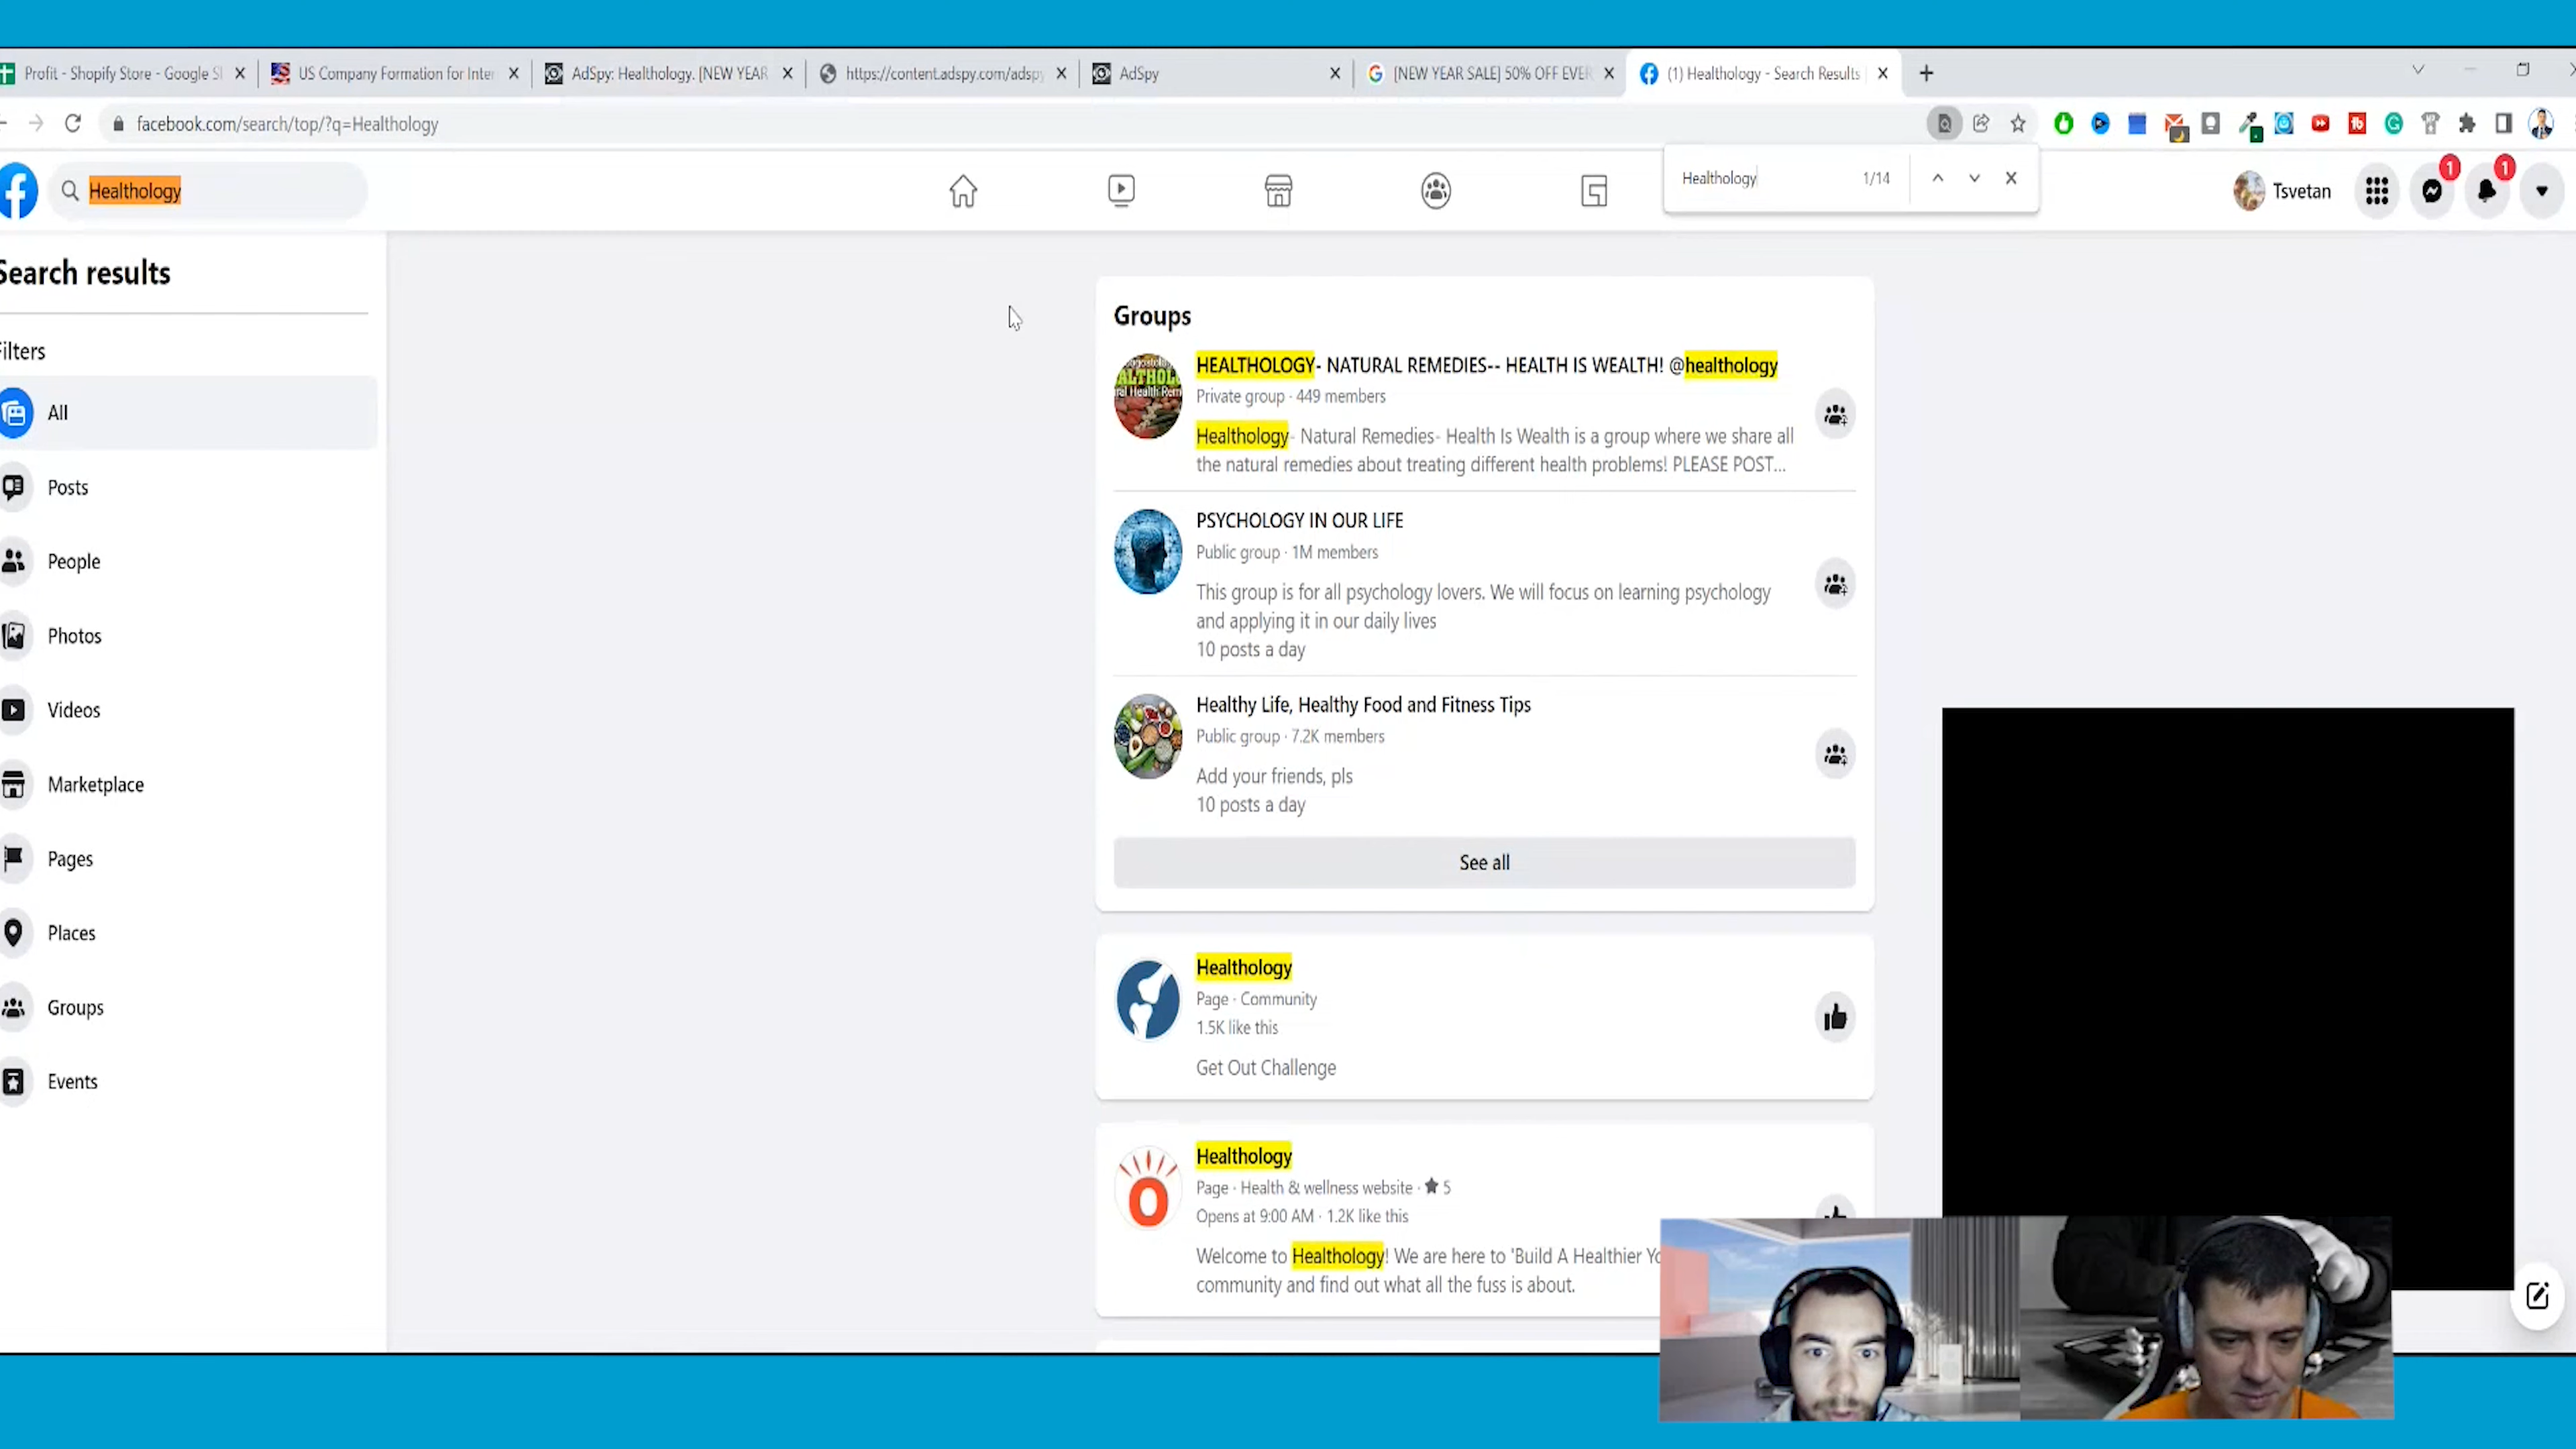 Profit - Shopify Store - Google S
US Company Formation for Inter
AdSpy: Healthology. [NEW YEAR
https://content.adspy.com/adsp
AdSpy
[NEW YEAR SALE] 50% OFF EVER
(1) Healthology - Search Results
facebook.com/search/top/?q=Healthology
Healthology
Healthology
1/14
1
1
Tsvetan
Search results
Filters
All
Posts
People
Photos
Videos
Marketplace
Pages
Places
Groups
Events
Groups
HEALTHOLOGY- NATURAL REMEDIES-- HEALTH IS WEALTH! @healthology
Private group · 449 members
Healthology- Natural Remedies- Health Is Wealth is a group where we share all
the natural remedies about treating different health problems! PLEASE POST...
PSYCHOLOGY IN OUR LIFE
Public group · 1M members
This group is for all psychology lovers. We will focus on learning psychology
and applying it in our daily lives
10 posts a day
Healthy Life, Healthy Food and Fitness Tips
Public group · 7.2K members
Add your friends, pls
10 posts a day
See all
Healthology
Page · Community
1.5K like this
Get Out Challenge
Healthology
Page · Health & wellness website · ★ 5
Opens at 9:00 AM · 1.2K like this
Welcome to Healthology! We are here to 'Build A Healthier Yo
community and find out what all the fuss is about.